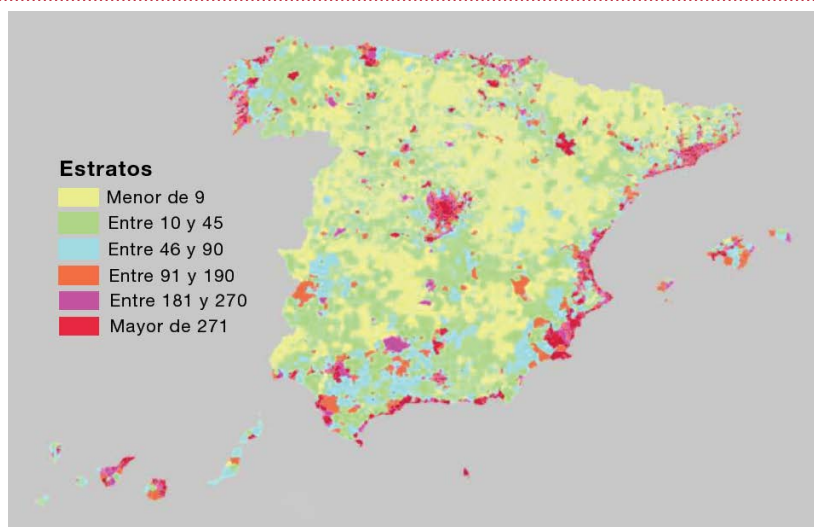 Estratos
Menor de 9
Entre 10 y 45
Entre 46 y 90
Entre 91 y 190
Entre 181 y 270
Mayor de 271